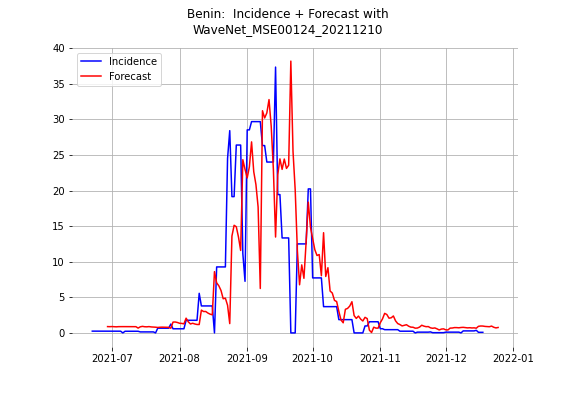 Benin:  Incidence + Forecast with
WaveNet_MSE00124_20211210
Incidence
Forecast
40
35
30
25
20
15
10
5
0
2021-07 2021-08 2021-09 2021-10 2021-11 2021-12 2022-01